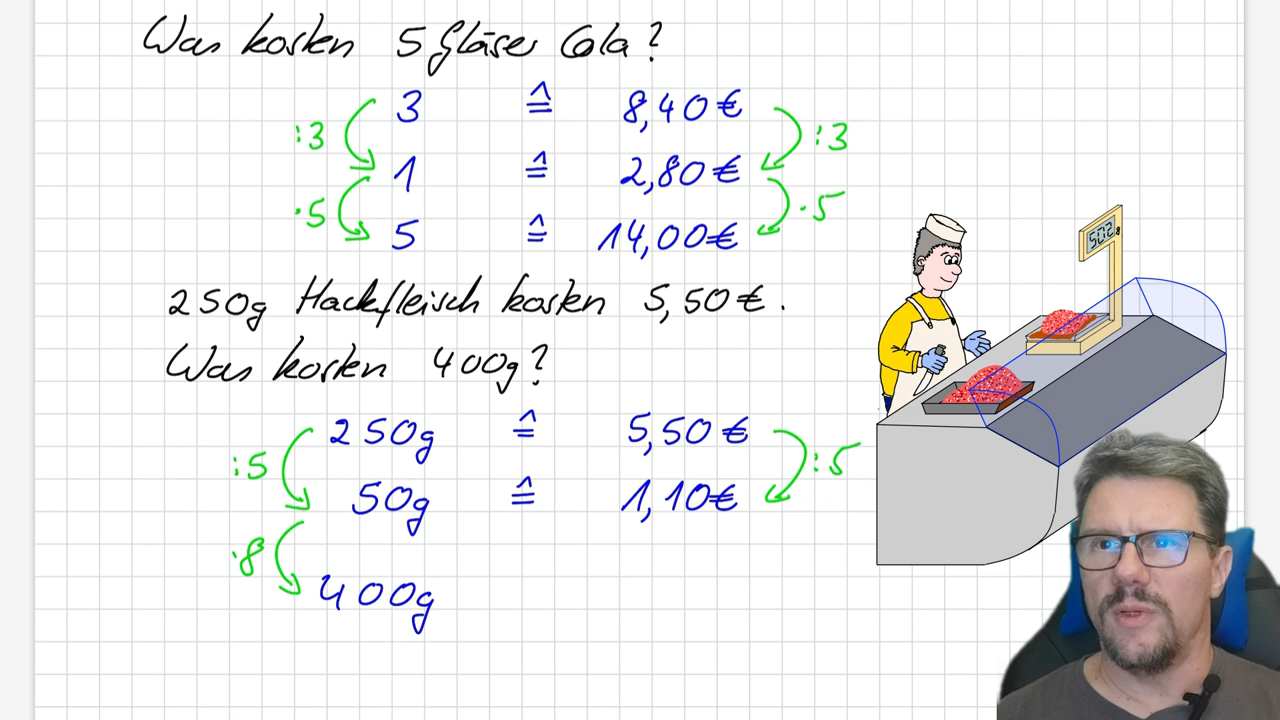 Was kosten 5 Gläser Cola?
3 ≙ 8,40€
:3 :3
1 ≙ 2,80€
·5 ·5
5 ≙ 14,00€
250g Hackfleisch kosten 5,50€.
Was kosten 400g?
250g ≙ 5,50€
:5 :5
50g ≙ 1,10€
·8
400g